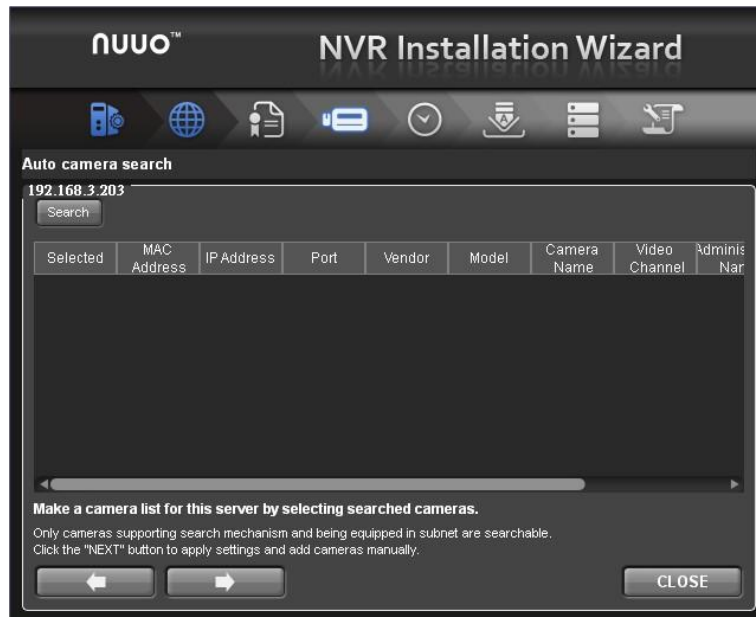 nuuo™
NVR Installation Wizard
Auto camera search
192.168.3.203
Search
Selected MAC Address IP Address Port Vendor Model Camera Name Video Channel
Make a camera list for this server by selecting searched cameras.
Only cameras supporting search mechanism and being equipped in subnet are searchable.
Click the "NEXT" button to apply settings and add cameras manually.
CLOSE